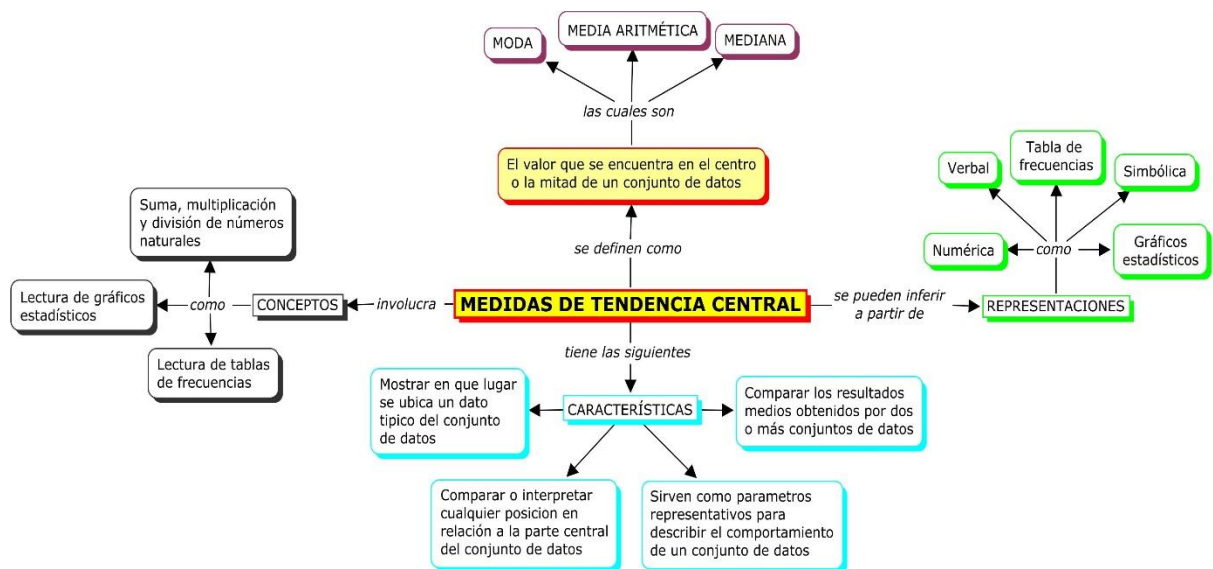 MODA
MEDIA ARITMÉTICA
MEDIANA
las cuales son
El valor que se encuentra en el centro
o la mitad de un conjunto de datos
se definen como
MEDIDAS DE TENDENCIA CENTRAL
involucra
CONCEPTOS
como
Suma, multiplicación
y división de números
naturales
Lectura de gráficos
estadísticos
Lectura de tablas
de frecuencias
se pueden inferir
a partir de
REPRESENTACIONES
como
Numérica
Verbal
Tabla de
frecuencias
Simbólica
Gráficos
estadísticos
tiene las siguientes
CARACTERÍSTICAS
Mostrar en que lugar
se ubica un dato
tipico del conjunto
de datos
Comparar o interpretar
cualquier posicion en
relación a la parte central
del conjunto de datos
Sirven como parametros
representativos para
describir el comportamiento
de un conjunto de datos
Comparar los resultados
medios obtenidos por dos
o más conjuntos de datos